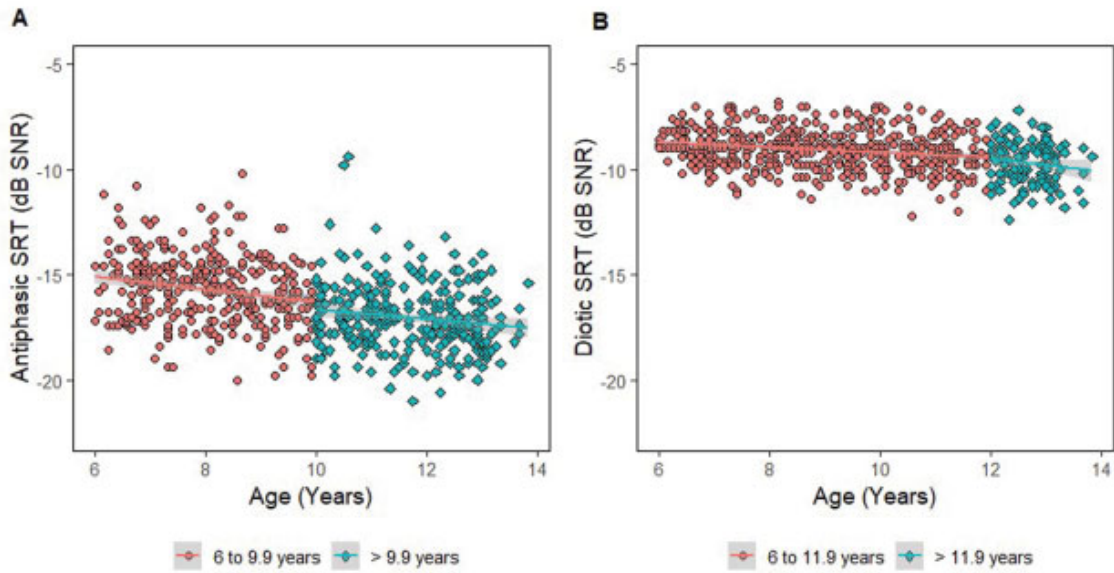 A
-5
-10
-15
-20
Antiphasic SRT (dB SNR)
6 8 10 12 14
Age (Years)
6 to 9.9 years > 9.9 years
B
-5
-10
-15
-20
Diotic SRT (dB SNR)
6 8 10 12 14
Age (Years)
6 to 11.9 years > 11.9 years